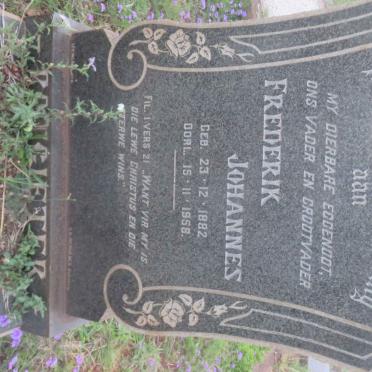 van
MY DIERBARE EGGENOOT,
ONS VADER EN GROOTVADER
FREDERIK
JOHANNES
GEB. 23·12·1882
OORL. 15·11·1958.
FIL. 1 VERS 21 „WANT VIR MY IS
DIE LEWE CHRISTUS EN DIE
STERWE WINS."